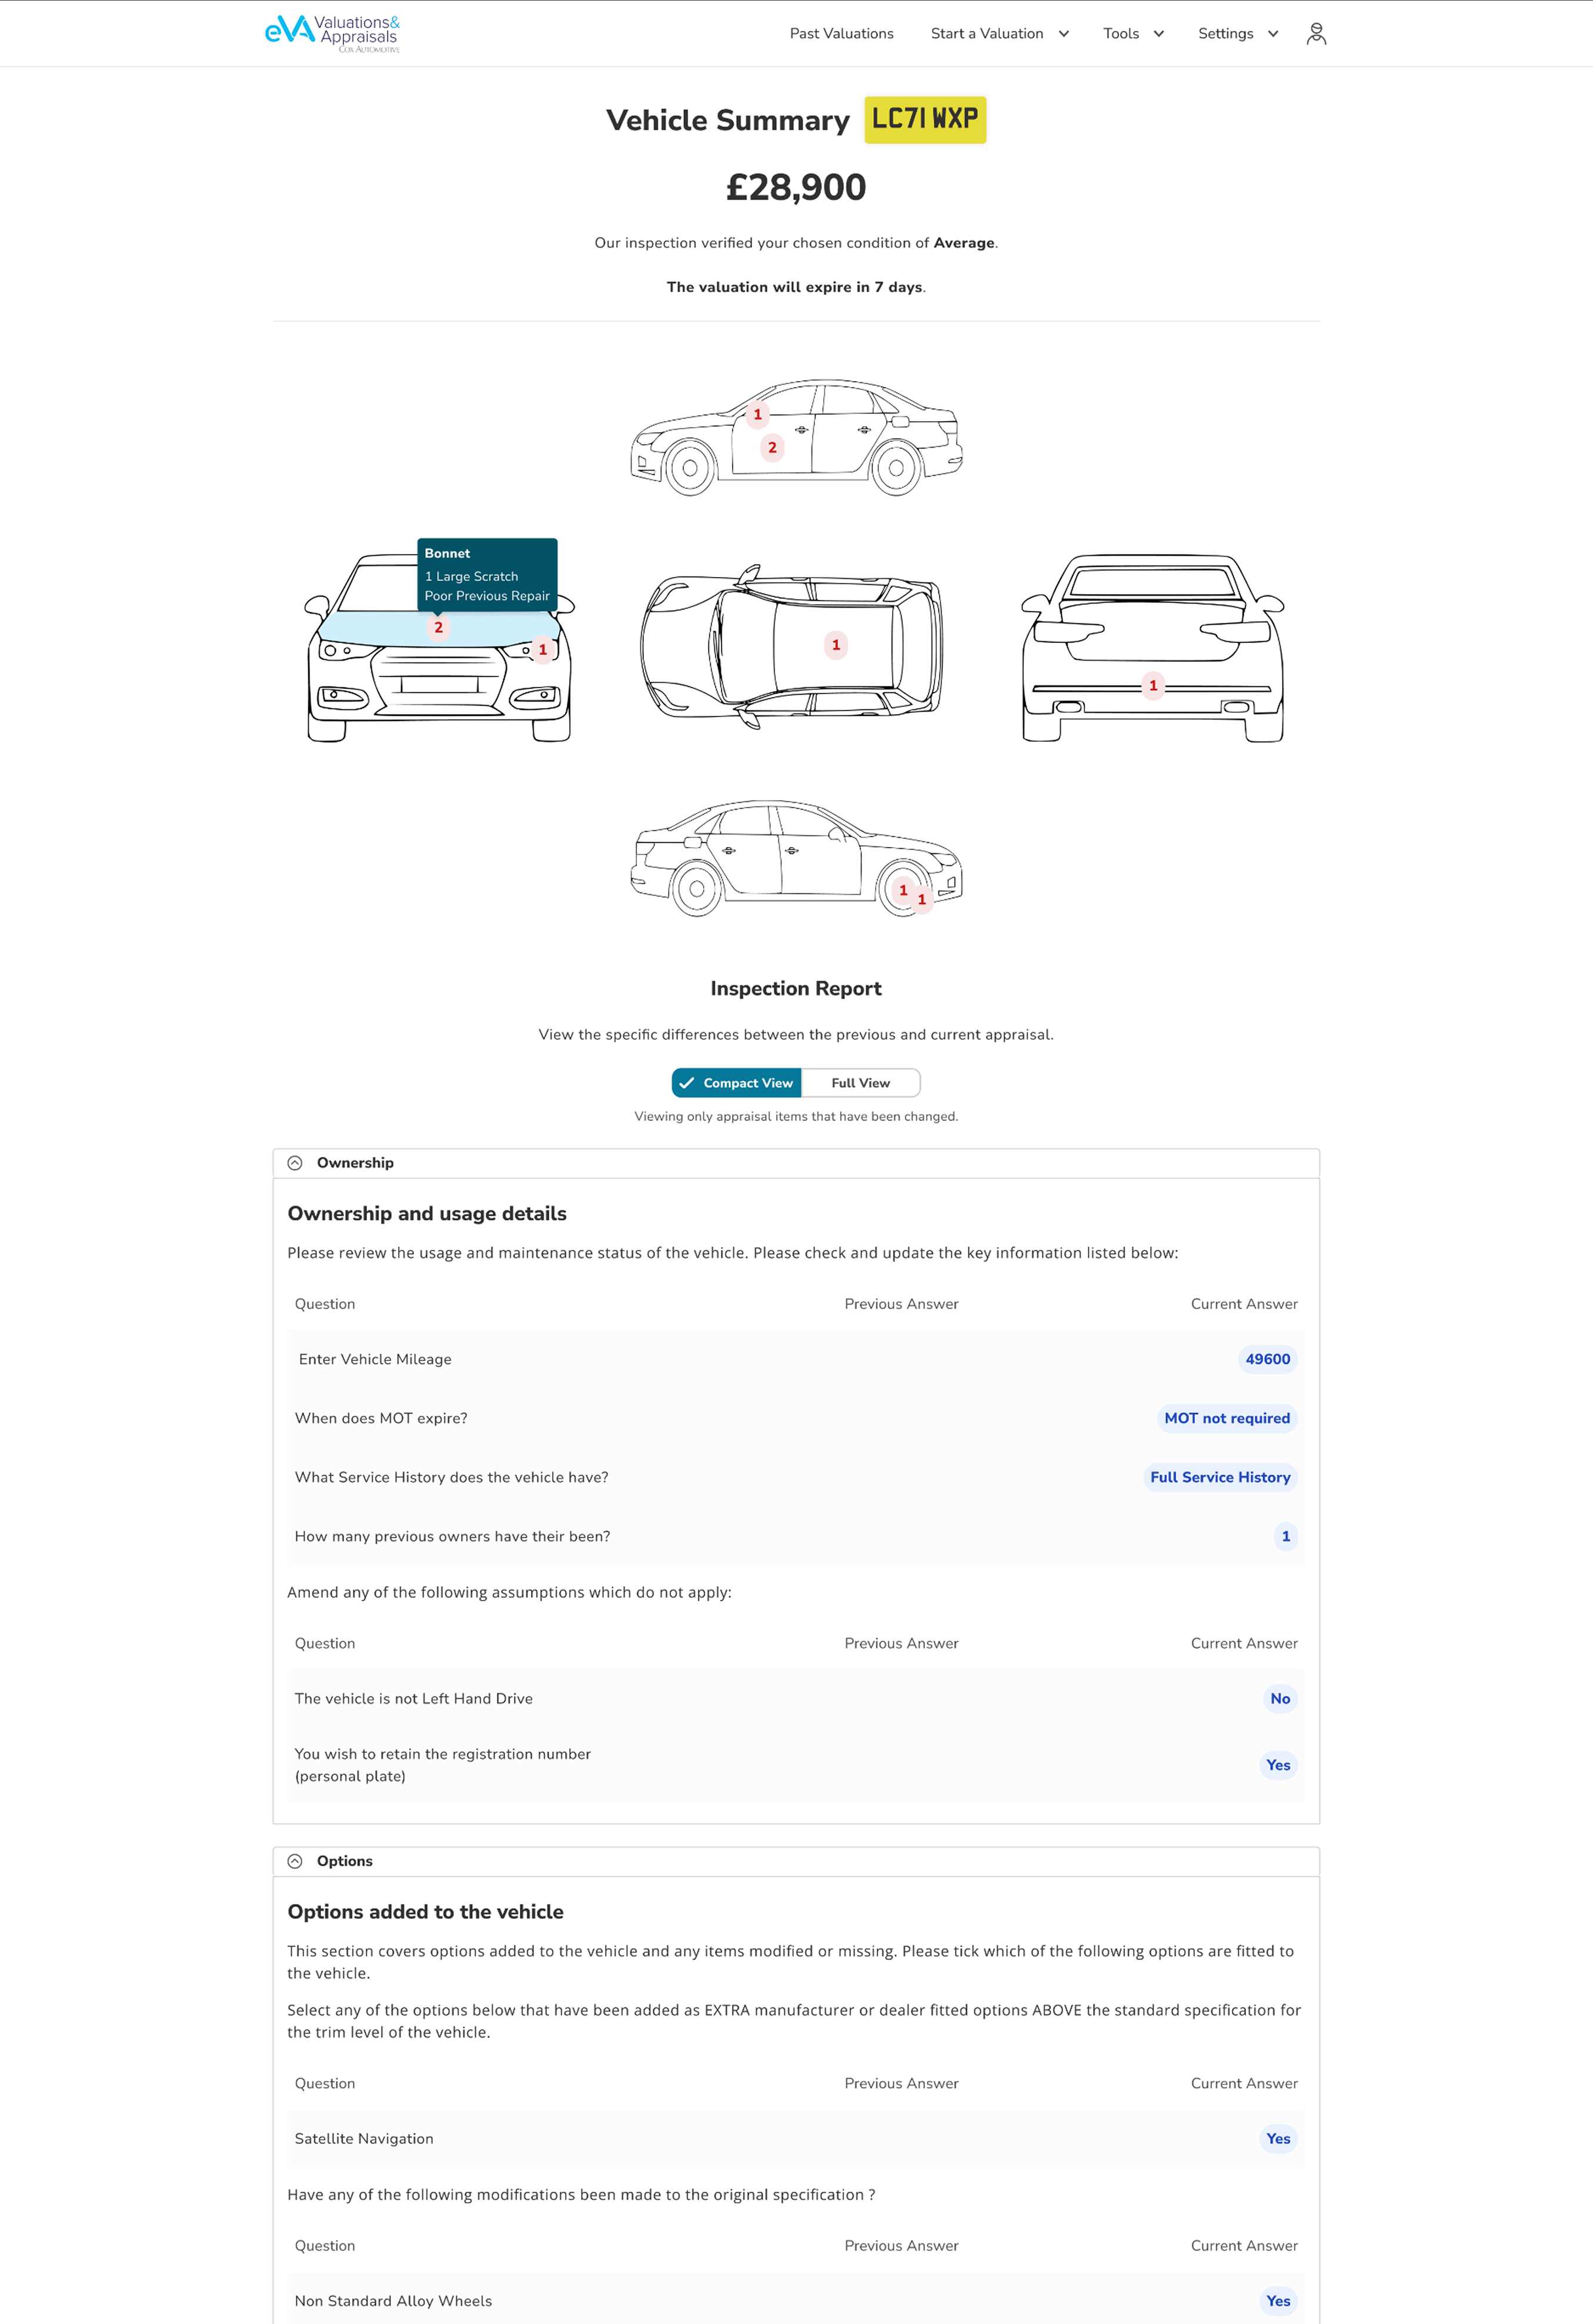 eVA Valuations&
Appraisals
COX AUTOMOTIVE
Past Valuations Start a Valuation Tools Settings
Vehicle Summary LC71 WXP
£28,900
Our inspection verified your chosen condition of Average.
The valuation will expire in 7 days.
1
2
Bonnet
1 Large Scratch
Poor Previous Repair
2
1
1
1
1
1
Inspection Report
View the specific differences between the previous and current appraisal.
Compact View Full View
Viewing only appraisal items that have been changed.
Ownership
Ownership and usage details
Please review the usage and maintenance status of the vehicle. Please check and update the key information listed below:
Question Previous Answer Current Answer
Enter Vehicle Mileage 49600
When does MOT expire? MOT not required
What Service History does the vehicle have? Full Service History
How many previous owners have their been? 1
Amend any of the following assumptions which do not apply:
Question Previous Answer Current Answer
The vehicle is not Left Hand Drive No
You wish to retain the registration number
(personal plate) Yes
Options
Options added to the vehicle
This section covers options added to the vehicle and any items modified or missing. Please tick which of the following options are fitted to
the vehicle.
Select any of the options below that have been added as EXTRA manufacturer or dealer fitted options ABOVE the standard specification for
the trim level of the vehicle.
Question Previous Answer Current Answer
Satellite Navigation Yes
Have any of the following modifications been made to the original specification ?
Question Previous Answer Current Answer
Non Standard Alloy Wheels Yes